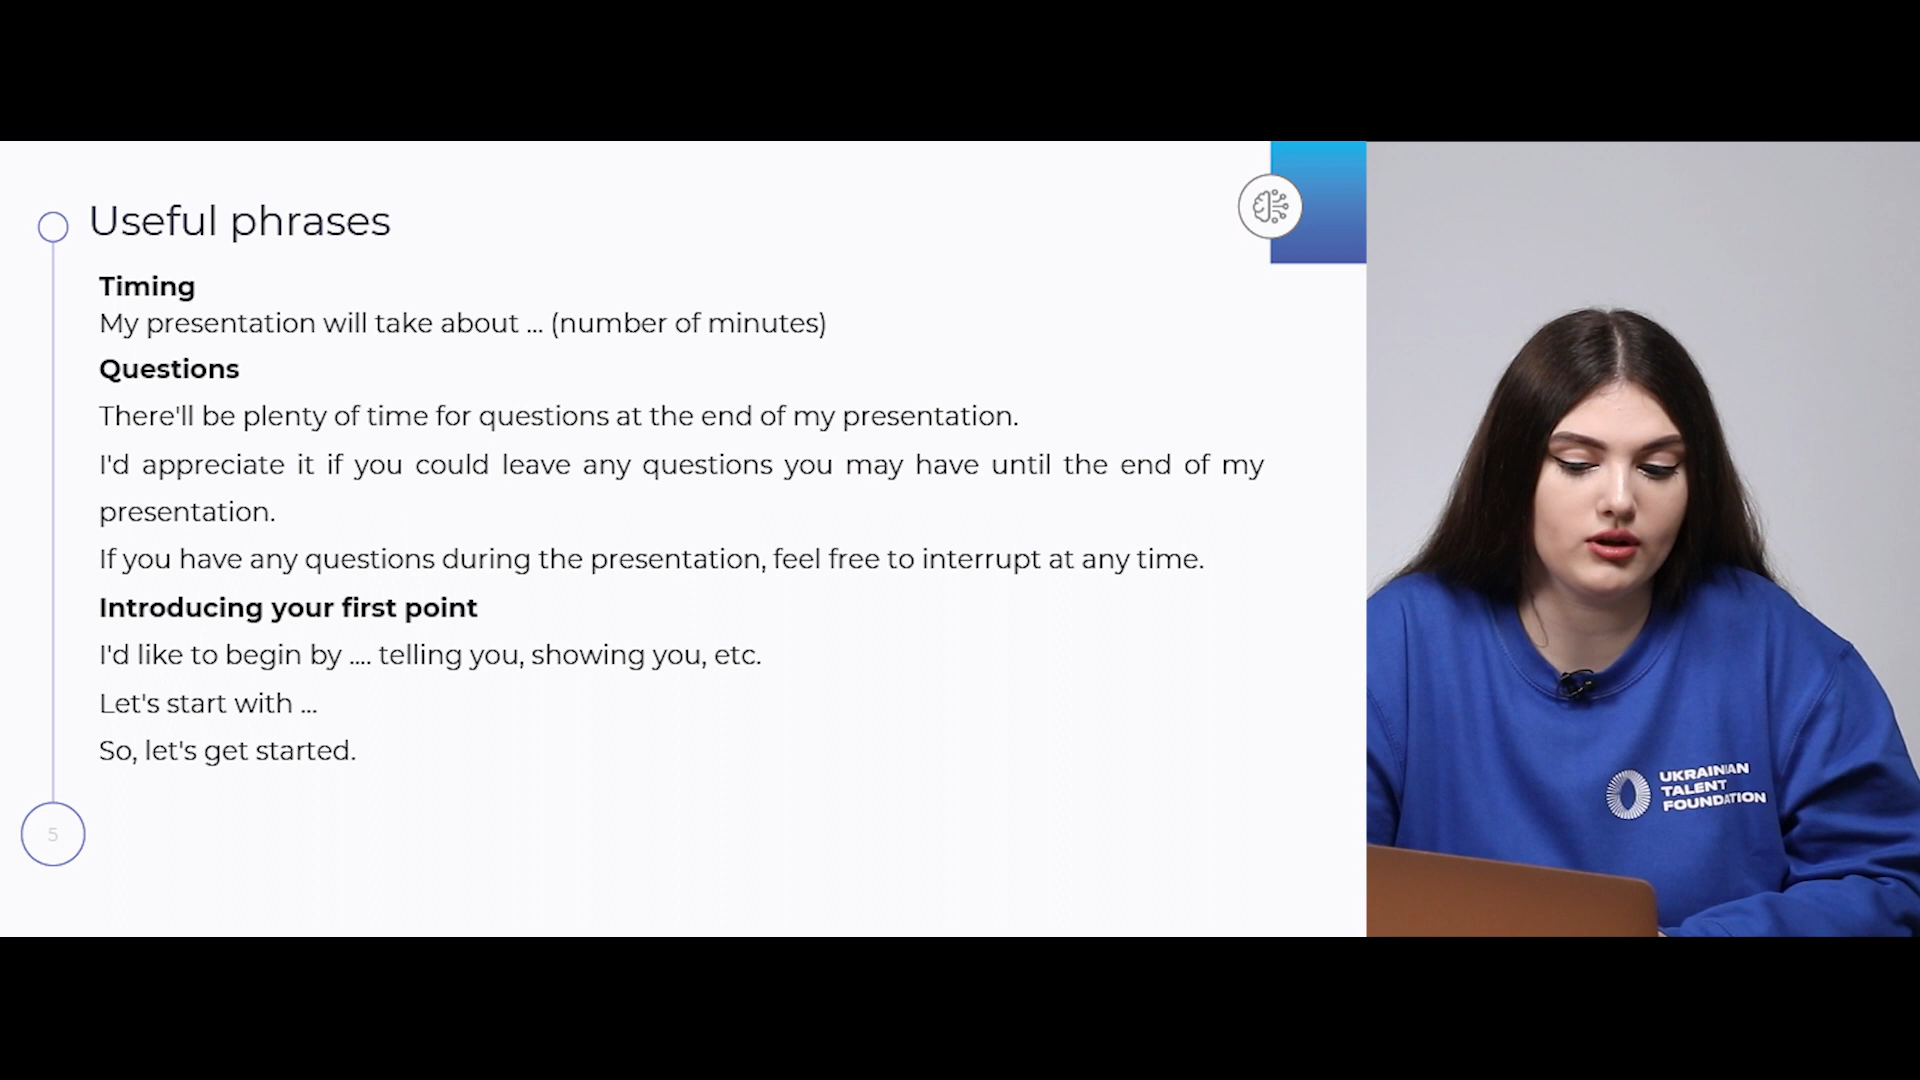 Useful phrases
Timing
My presentation will take about ... (number of minutes)
Questions
There'll be plenty of time for questions at the end of my presentation.
I'd appreciate it if you could leave any questions you may have until the end of my
presentation.
If you have any questions during the presentation, feel free to interrupt at any time.
Introducing your first point
I'd like to begin by .... telling you, showing you, etc.
Let's start with ...
So, let's get started.
5
UKRAINIAN
TALENT
FOUNDATION